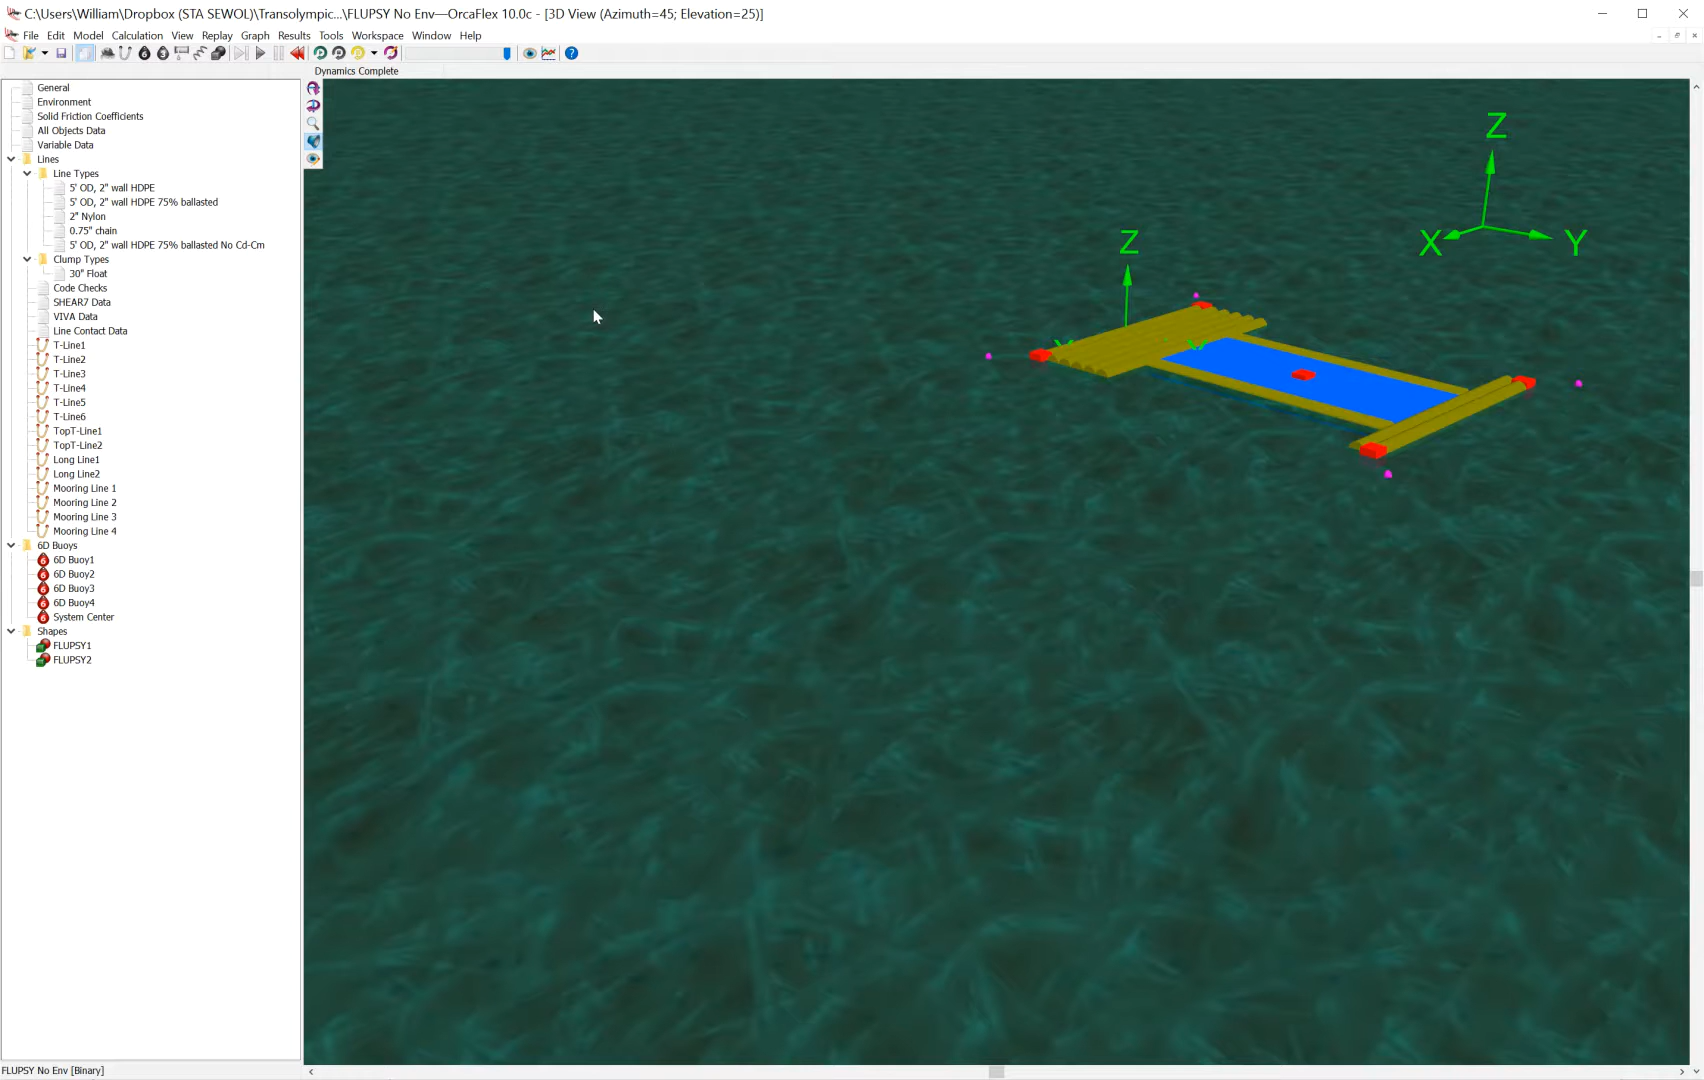 C:\Users\William\Dropbox (STA SEWOL)\Transolympic...\FLUPSY No Env—OrcaFlex 10.0c - [3D View (Azimuth=45; Elevation=25)]
File Edit Model Calculation View Replay Graph Results Tools Workspace Window Help
Dynamics Complete
General
Environment
Solid Friction Coefficients
All Objects Data
Variable Data
Lines
Line Types
5' OD, 2" wall HDPE
5' OD, 2" wall HDPE 75% ballasted
2" Nylon
0.75" chain
5' OD, 2" wall HDPE 75% ballasted No Cd-Cm
Clump Types
30" Float
Code Checks
SHEAR7 Data
VIVA Data
Line Contact Data
T-Line1
T-Line2
T-Line3
T-Line4
T-Line5
T-Line6
TopT-Line1
TopT-Line2
Long Line1
Long Line2
Mooring Line 1
Mooring Line 2
Mooring Line 3
Mooring Line 4
6D Buoys
6D Buoy1
6D Buoy2
6D Buoy3
6D Buoy4
System Center
Shapes
FLUPSY1
FLUPSY2
Z
X
Y
Z
FLUPSY No Env [Binary]